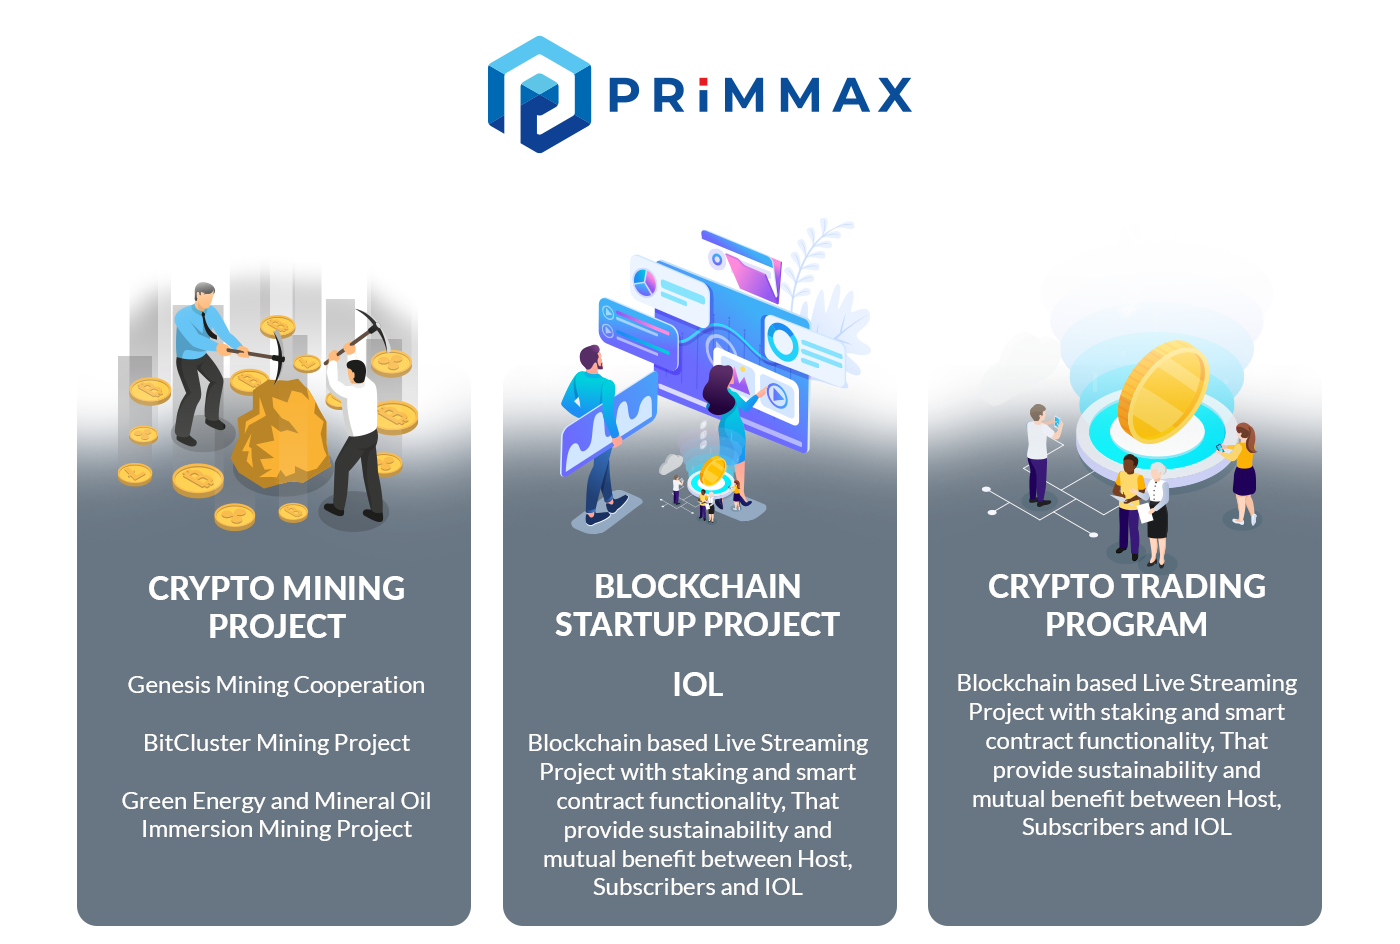 PRiMMAX
CRYPTO MINING
PROJECT
Genesis Mining Cooperation
BitCluster Mining Project
Green Energy and Mineral Oil
Immersion Mining Project
BLOCKCHAIN
STARTUP PROJECT
IOL
Blockchain based Live Streaming
Project with staking and smart
contract functionality, That
provide sustainability and
mutual benefit between Host,
Subscribers and IOL
CRYPTO TRADING
PROGRAM
Blockchain based Live Streaming
Project with staking and smart
contract functionality, That
provide sustainability and
mutual benefit between Host,
Subscribers and IOL